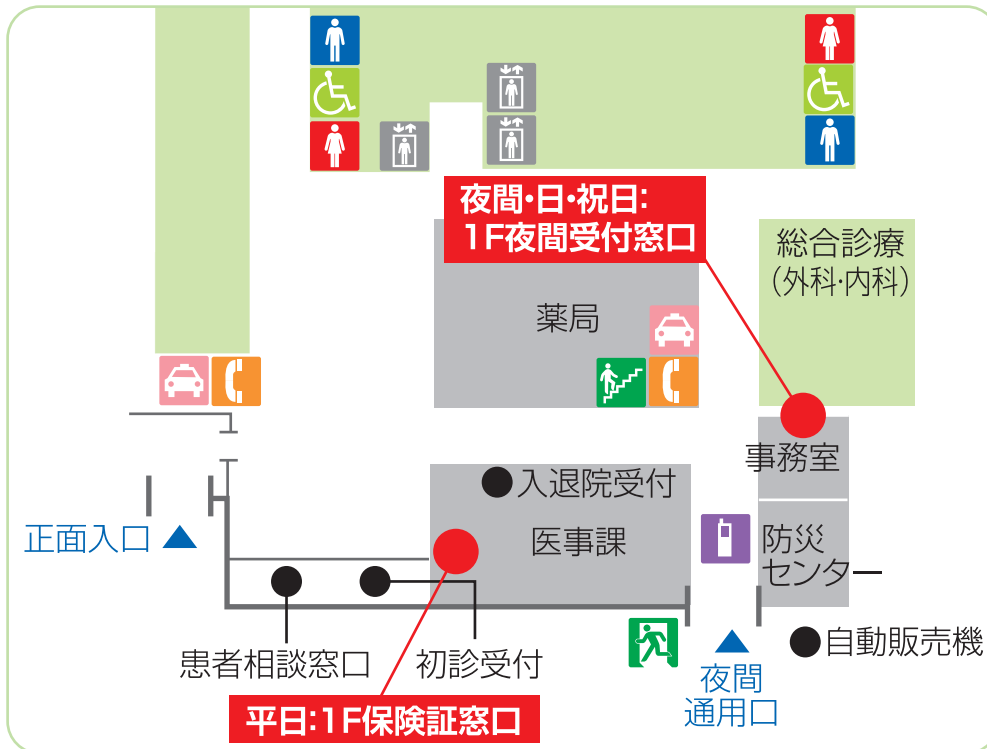 夜間・日・祝日:
1F夜間受付窓口
総合診療
(外科・内科)
薬局
事務室
入退院受付
医事課
正面入口
防災
センター
患者相談窓口
初診受付
自動販売機
夜間
通用口
平日:1F保険証窓口